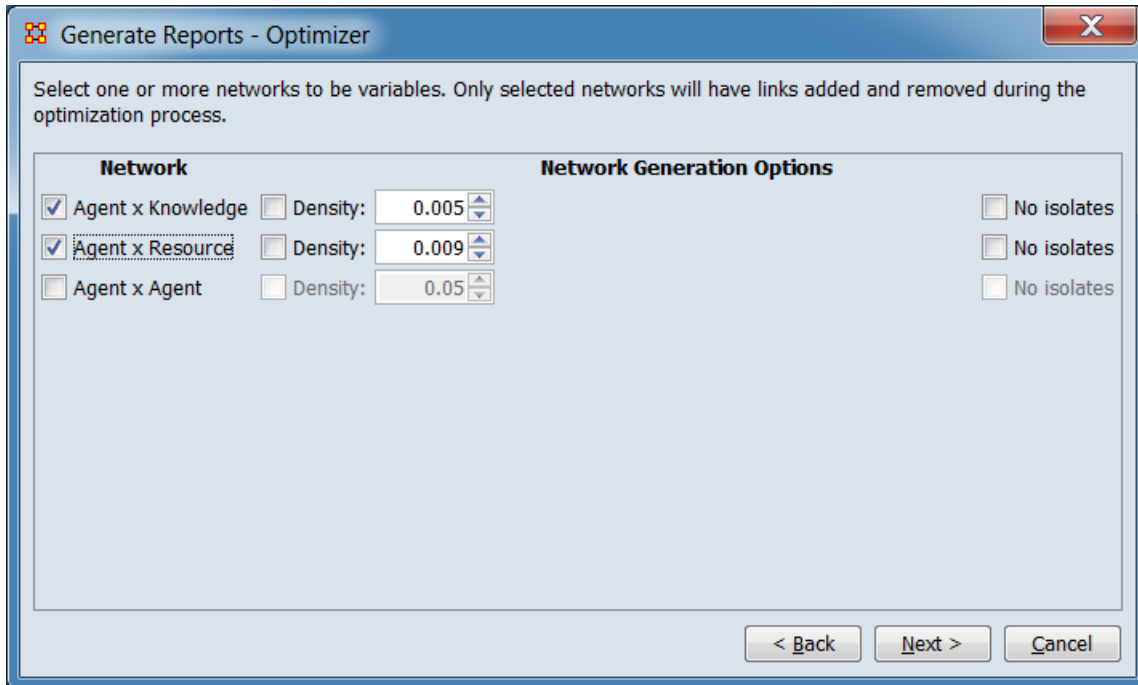 Generate Reports - Optimizer
X
Select one or more networks to be variables. Only selected networks will have links added and removed during the
optimization process.
Network Network Generation Options
Agent x Knowledge Density: 0.005 No isolates
Agent x Resource Density: 0.009 No isolates
Agent x Agent Density: 0.05 No isolates
< Back Next > Cancel